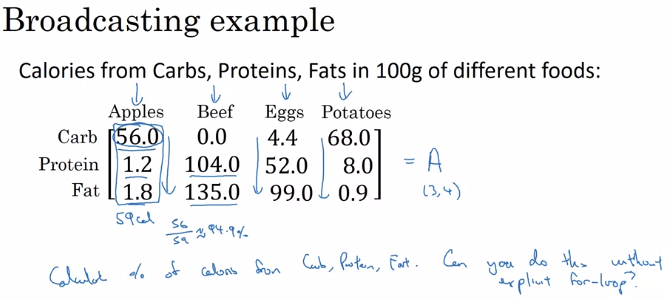 Broadcasting example
Calories from Carbs, Proteins, Fats in 100g of different foods:
Apples Beef Eggs Potatoes
Carb 56.0 0.0 4.4 68.0
Protein 1.2 104.0 52.0 8.0 = A
Fat 1.8 135.0 99.0 0.9 (3,4)
59cal 56/59 ≈ 94.9%
Calculate % of calories from Carb, Protein, Fat. Can you do this without
explicit for-loop?